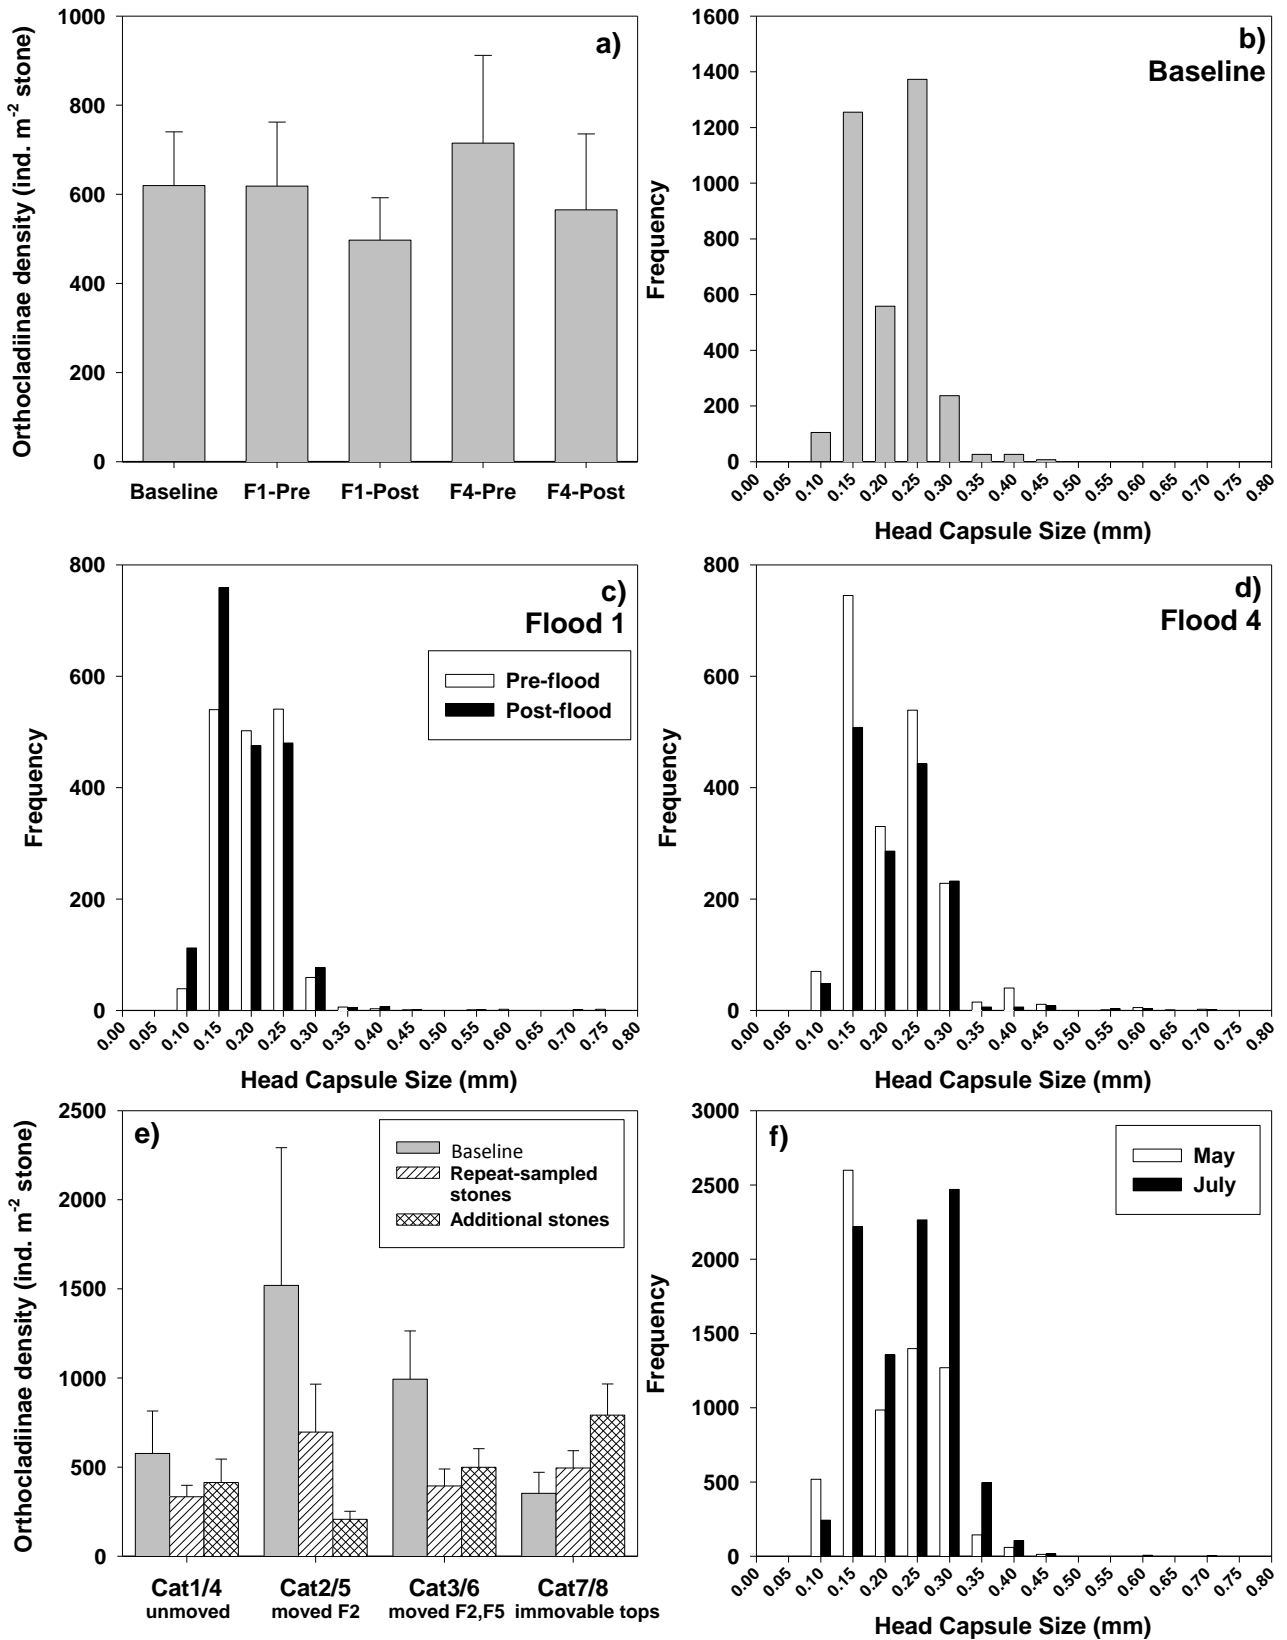 a)
Orthocladiinae density (ind. m-2 stone)
1000
800
600
400
200
0
Baseline F1-Pre F1-Post F4-Pre F4-Post
b)
Baseline
Frequency
1600
1400
1200
1000
800
600
400
200
0
0.00 0.05 0.10 0.15 0.20 0.25 0.30 0.35 0.40 0.45 0.50 0.55 0.60 0.65 0.70 0.75 0.80
Head Capsule Size (mm)
c)
Flood 1
Pre-flood
Post-flood
Frequency
800
600
400
200
0
0.00 0.05 0.10 0.15 0.20 0.25 0.30 0.35 0.40 0.45 0.50 0.55 0.60 0.65 0.70 0.75 0.80
Head Capsule Size (mm)
d)
Flood 4
Frequency
800
600
400
200
0
0.00 0.05 0.10 0.15 0.20 0.25 0.30 0.35 0.40 0.45 0.50 0.55 0.60 0.65 0.70 0.75 0.80
Head Capsule Size (mm)
e)
Baseline
Repeat-sampled
stones
Additional stones
Orthocladiinae density (ind. m-2 stone)
2500
2000
1500
1000
500
0
Cat1/4 Cat2/5 Cat3/6 Cat7/8
unmoved moved F2 moved F2,F5 immovable tops
f)
May
July
Frequency
3000
2500
2000
1500
1000
500
0
0.00 0.05 0.10 0.15 0.20 0.25 0.30 0.35 0.40 0.45 0.50 0.55 0.60 0.65 0.70 0.75 0.80
Head Capsule Size (mm)